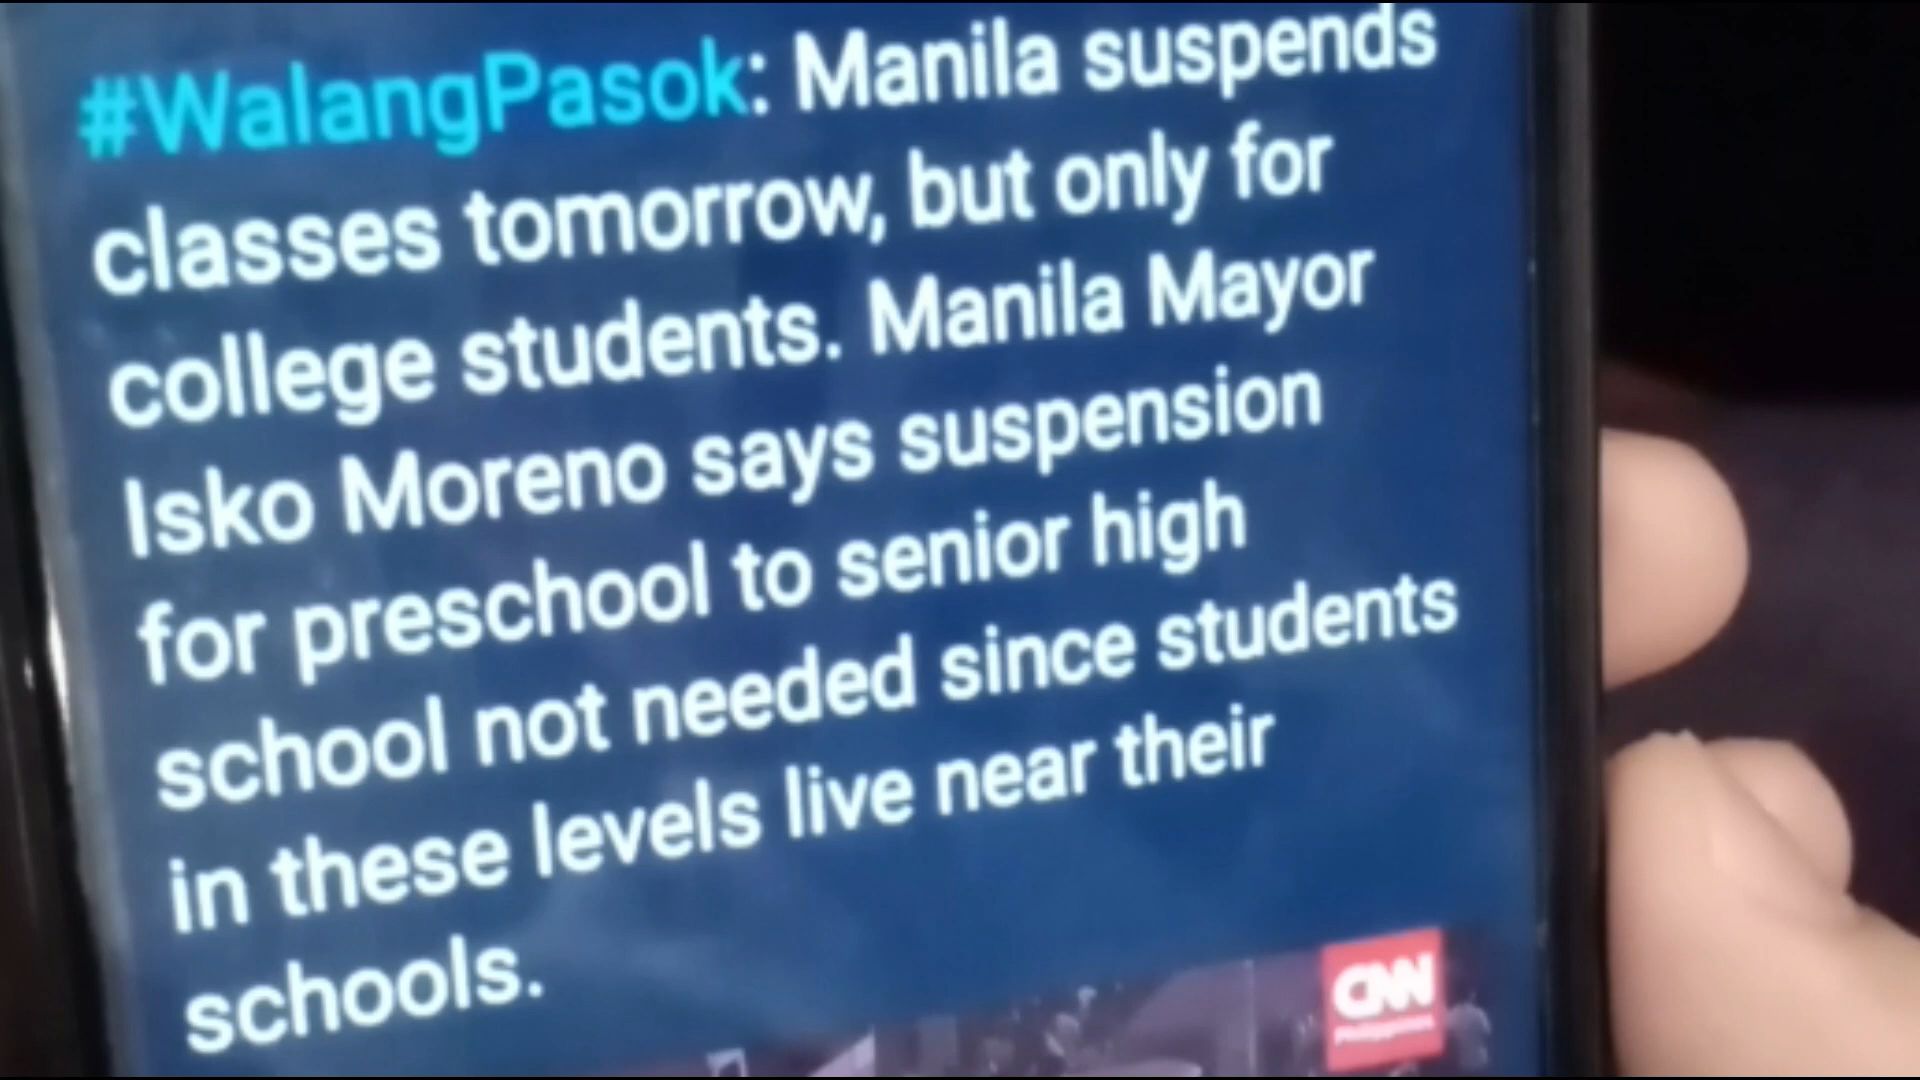 #WalangPasok: Manila suspends
classes tomorrow, but only for
college students. Manila Mayor
Isko Moreno says suspension
for preschool to senior high
school not needed since students
in these levels live near their
schools.
CNN
Philippines